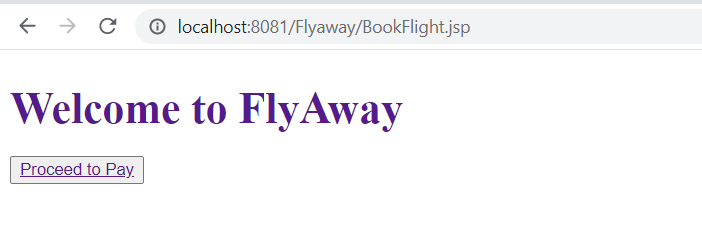 localhost:8081/Flyaway/BookFlight.jsp
Welcome to FlyAway
Proceed to Pay